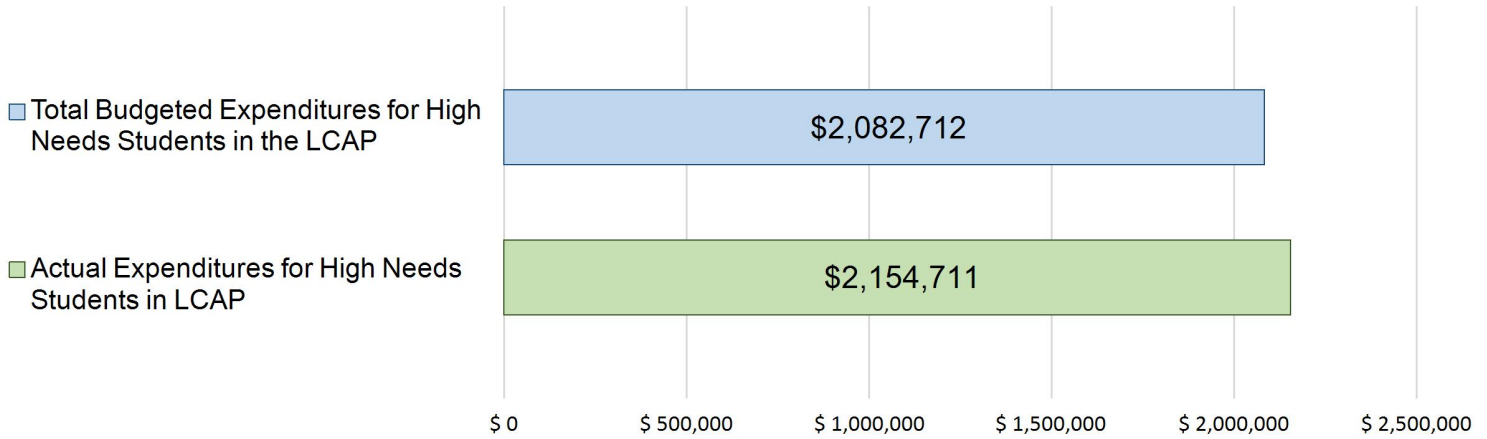 Total Budgeted Expenditures for High
Needs Students in the LCAP
$2,082,712
Actual Expenditures for High Needs
Students in LCAP
$2,154,711
$ 0
$ 500,000
$ 1,000,000
$ 1,500,000
$ 2,000,000
$ 2,500,000